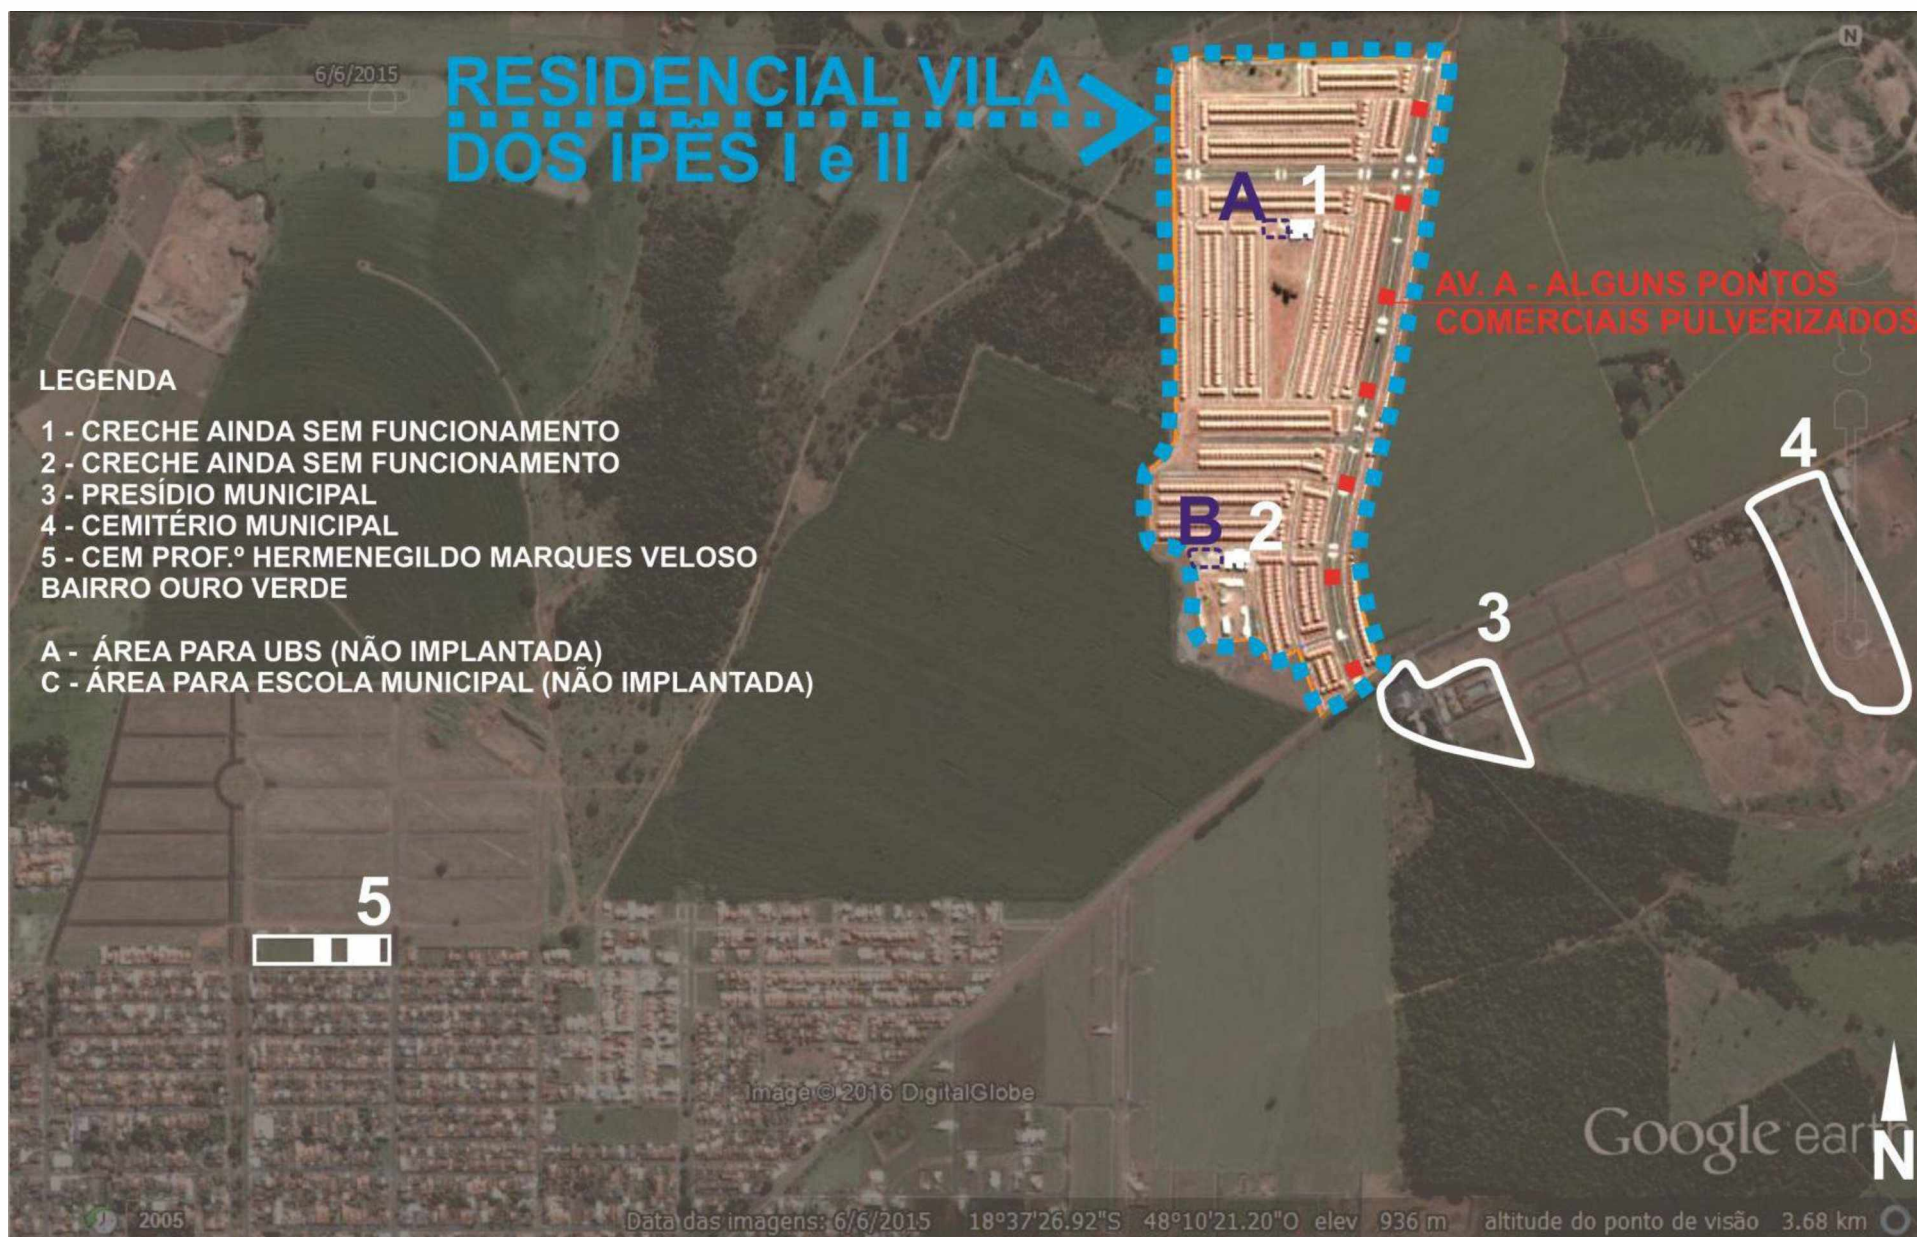 6/6/2015
N
RESIDENCIAL VILA
DOS IPÊS I e II
A
1
AV. A - ALGUNS PONTOS
COMERCIAIS PULVERIZADOS
LEGENDA
1 - CRECHE AINDA SEM FUNCIONAMENTO
2 - CRECHE AINDA SEM FUNCIONAMENTO
3 - PRESÍDIO MUNICIPAL
4 - CEMITÉRIO MUNICIPAL
5 - CEM PROF.º HERMENEGILDO MARQUES VELOSO
BAIRRO OURO VERDE
A - ÁREA PARA UBS (NÃO IMPLANTADA)
C - ÁREA PARA ESCOLA MUNICIPAL (NÃO IMPLANTADA)
4
B
2
3
5
Image © 2016 DigitalGlobe
Google earth
N
2005
Data das imagens: 6/6/2015 18°37'26.92"S 48°10'21.20"O elev 936 m altitude do ponto de visão 3.68 km